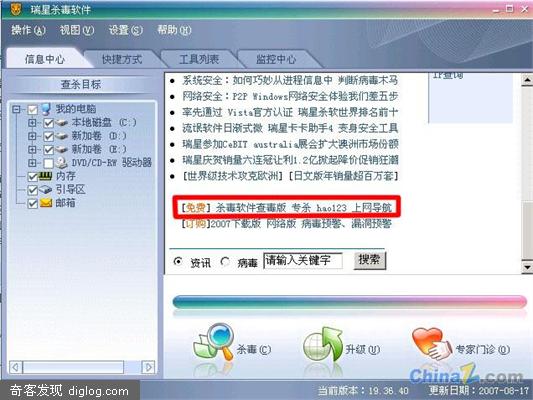 瑞星杀毒软件
操作(A) 视图(V) 设置(S) 帮助(H)
信息中心 快捷方式 工具列表 监控中心
查杀目标
我的电脑
本地磁盘 (C:)
新加卷 (D:)
新加卷 (E:)
DVD/CD-RW 驱动器
内存
引导区
邮箱
IP查询
系统安全：如何巧妙从进程信息中 判断病毒木马
网络安全：P2P Windows网络安全体验我们差五步
率先通过 Vista官方认证 瑞星杀软世界排名前十
流氓软件日渐式微 瑞星卡卡助手4 变身安全工具
瑞星参加CeBIT australia展会扩大澳洲市场份额
瑞星庆贺销量六连冠让利1.2亿掀起降价促销狂潮
[世界级技术攻克欧洲] [日文版年销量超百万套]
[免费] 杀毒软件查毒版 专杀 hao123 上网导航
[订购]2007下载版 网络版 病毒预警、漏洞预警
资讯 病毒 请输入关键字 搜索
杀毒(C) 升级(U) 专家门诊(O)
ChinaZ.com
奇客发现 diglog.com
当前版本：19.36.40 更新日期：2007-08-17